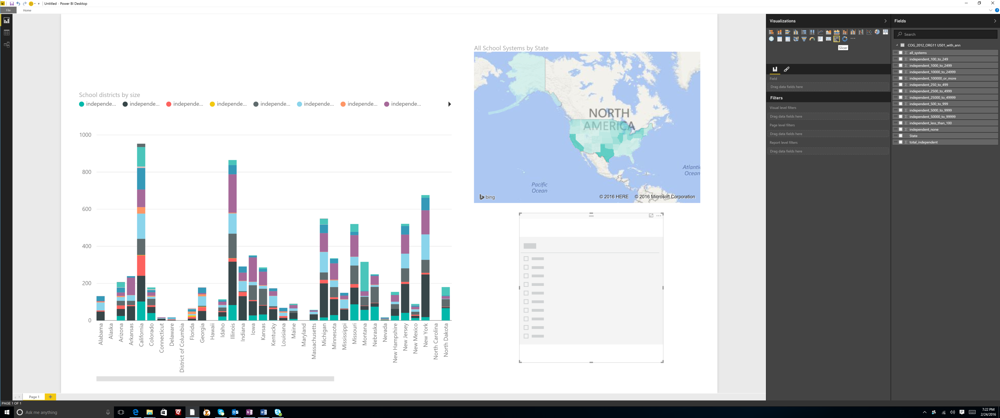 Untitled - Power BI Desktop
File
Home
School districts by size
independe...
independe...
independe...
independe...
independe...
independe...
independe...
independe...
1000
800
600
400
200
0
Alabama
Alaska
Arizona
Arkansas
California
Colorado
Connecticut
Delaware
District of Columbia
Florida
Georgia
Hawaii
Idaho
Illinois
Indiana
Iowa
Kansas
Kentucky
Louisiana
Maine
Maryland
Massachusetts
Michigan
Minnesota
Mississippi
Missouri
Montana
Nebraska
Nevada
New Hampshire
New Jersey
New Mexico
New York
North Carolina
North Dakota
All School Systems by State
NORTH
AMERICA
Atlantic
Ocean
Pacific
Ocean
bing
© 2016 HERE © 2016 Microsoft Corporation
Visualizations
Slicer
Field
Drag data fields here
Filters
Visual level filters
Drag data fields here
Page level filters
Drag data fields here
Report level filters
Drag data fields here
Fields
Search
COG_2012_ORG11 US01_with_ann
all_systems
independent_100_to_249
independent_1000_to_2499
independent_10000_to_24999
independent_100000_or_more
independent_250_to_499
independent_2500_to_4999
independent_25000_to_49999
independent_500_to_999
independent_5000_to_9999
independent_50000_to_99999
independent_less_than_100
independent_none
State
total_independent
Page 1
PAGE 1 OF 1
Ask me anything
7:22 PM
2/24/2016